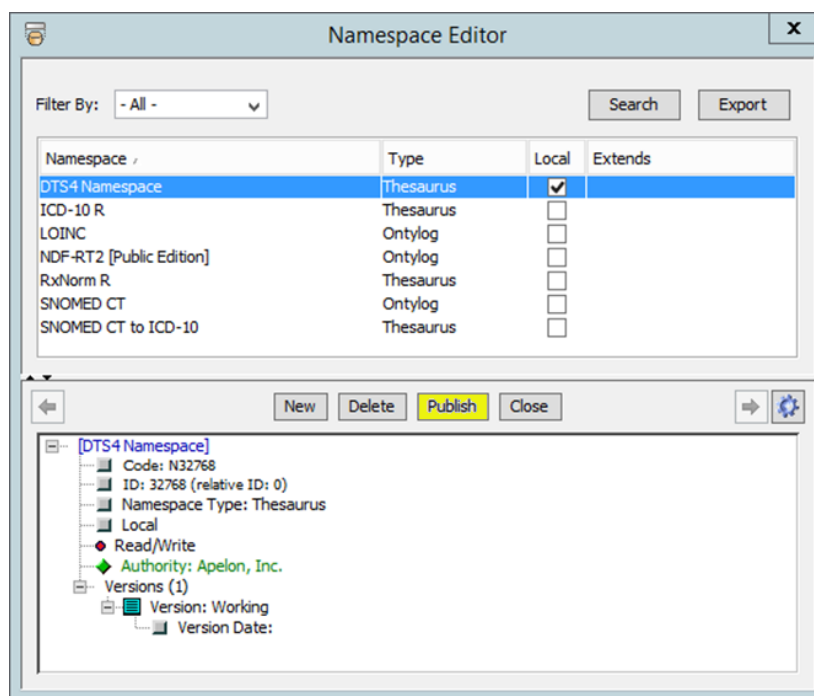 Namespace Editor
x
Filter By: - All - Search Export
Namespace / Type Local Extends
DTS4 Namespace Thesaurus
ICD-10 R Thesaurus
LOINC Ontylog
NDF-RT2 [Public Edition] Ontylog
RxNorm R Thesaurus
SNOMED CT Ontylog
SNOMED CT to ICD-10 Thesaurus
New Delete Publish Close
[DTS4 Namespace]
Code: N32768
ID: 32768 (relative ID: 0)
Namespace Type: Thesaurus
Local
Read/Write
Authority: Apelon, Inc.
Versions (1)
Version: Working
Version Date: